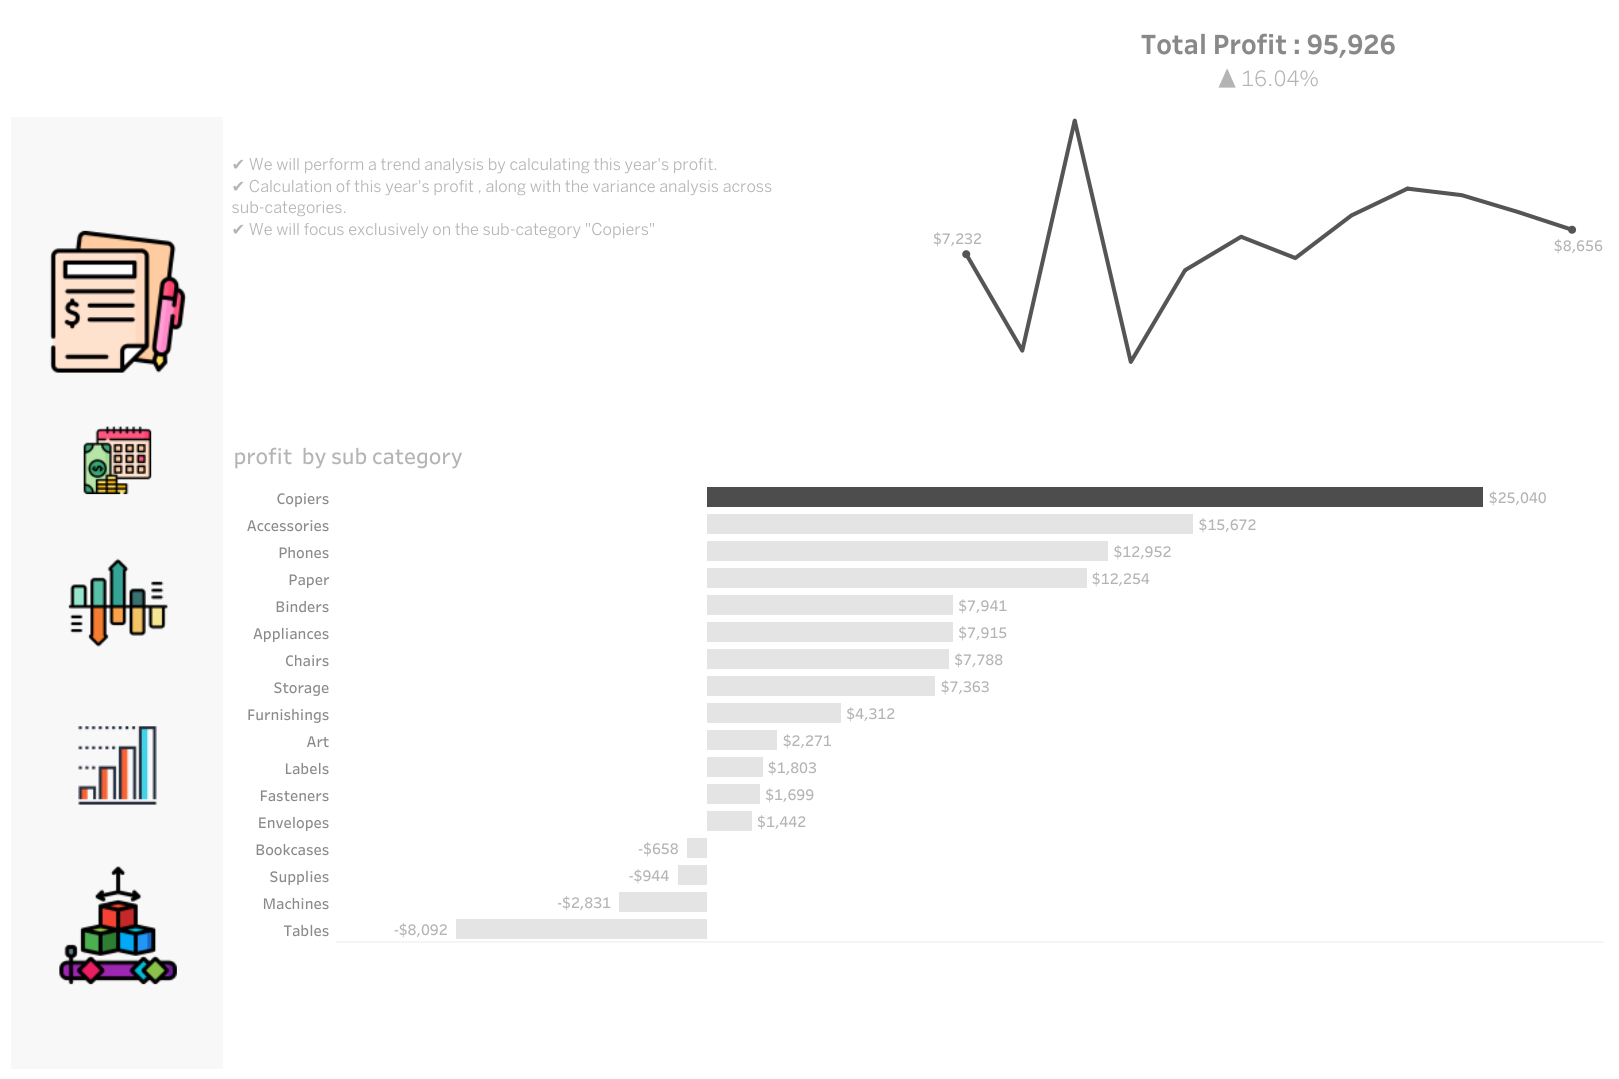 Total Profit : 95,926
▲ 16.04%
✔ We will perform a trend analysis by calculating this year's profit.
✔ Calculation of this year's profit , along with the variance analysis across
sub-categories.
✔ We will focus exclusively on the sub-category "Copiers"
$7,232
$8,656
$
profit by sub category
Copiers $25,040
Accessories $15,672
Phones $12,952
Paper $12,254
Binders $7,941
Appliances $7,915
Chairs $7,788
Storage $7,363
Furnishings $4,312
Art $2,271
Labels $1,803
Fasteners $1,699
Envelopes $1,442
Bookcases -$658
Supplies -$944
Machines -$2,831
Tables -$8,092